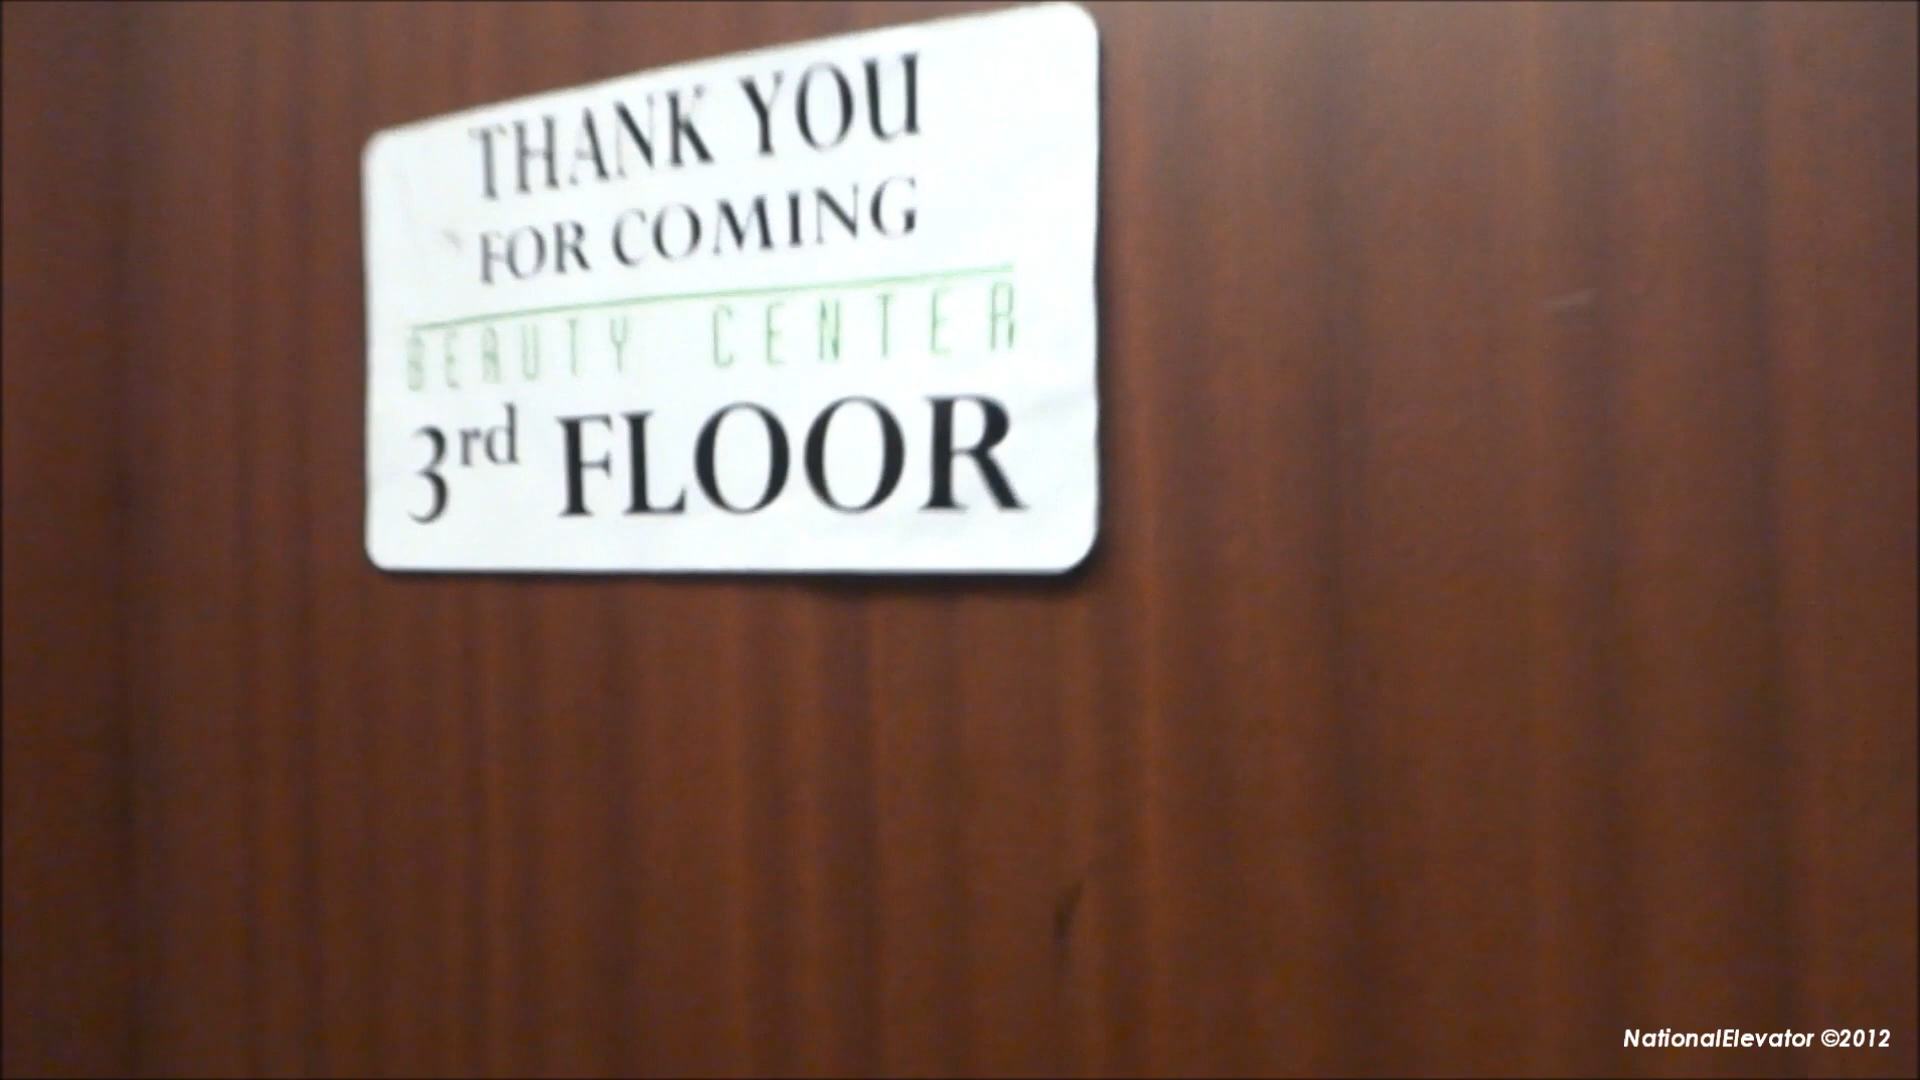 THANK YOU
FOR COMING
BEAUTY CENTER
3rd FLOOR
NationalElevator ©2012